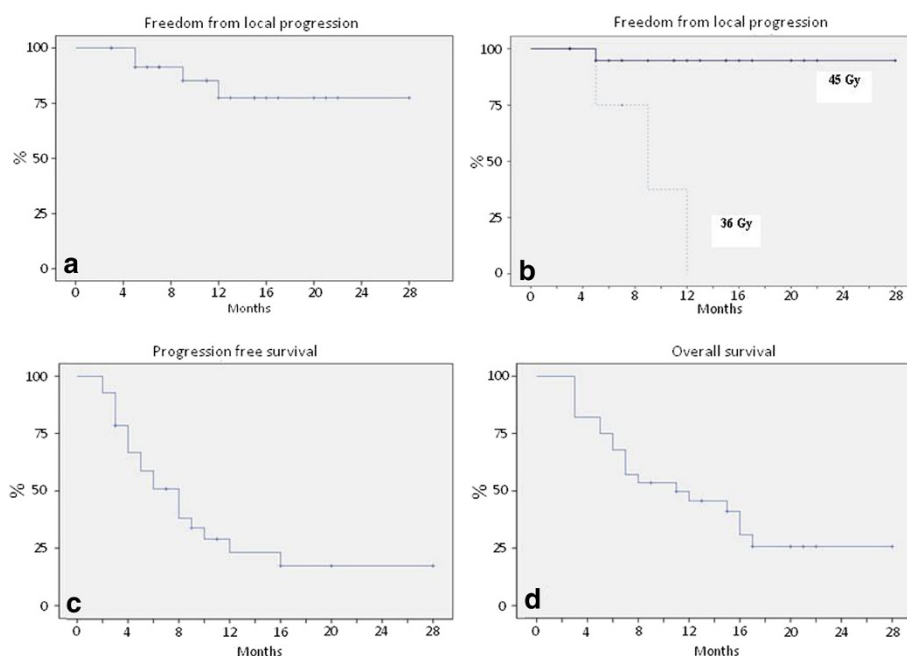 Freedom from local progression
100
75
50
25
0
%
a
0 4 8 12 16 20 24 28
Months
Freedom from local progression
100
75
50
25
0
%
45 Gy
36 Gy
b
0 4 8 12 16 20 24 28
Months
Progression free survival
100
75
50
25
0
%
c
0 4 8 12 16 20 24 28
Months
Overall survival
100
75
50
25
0
%
d
0 4 8 12 16 20 24 28
Months